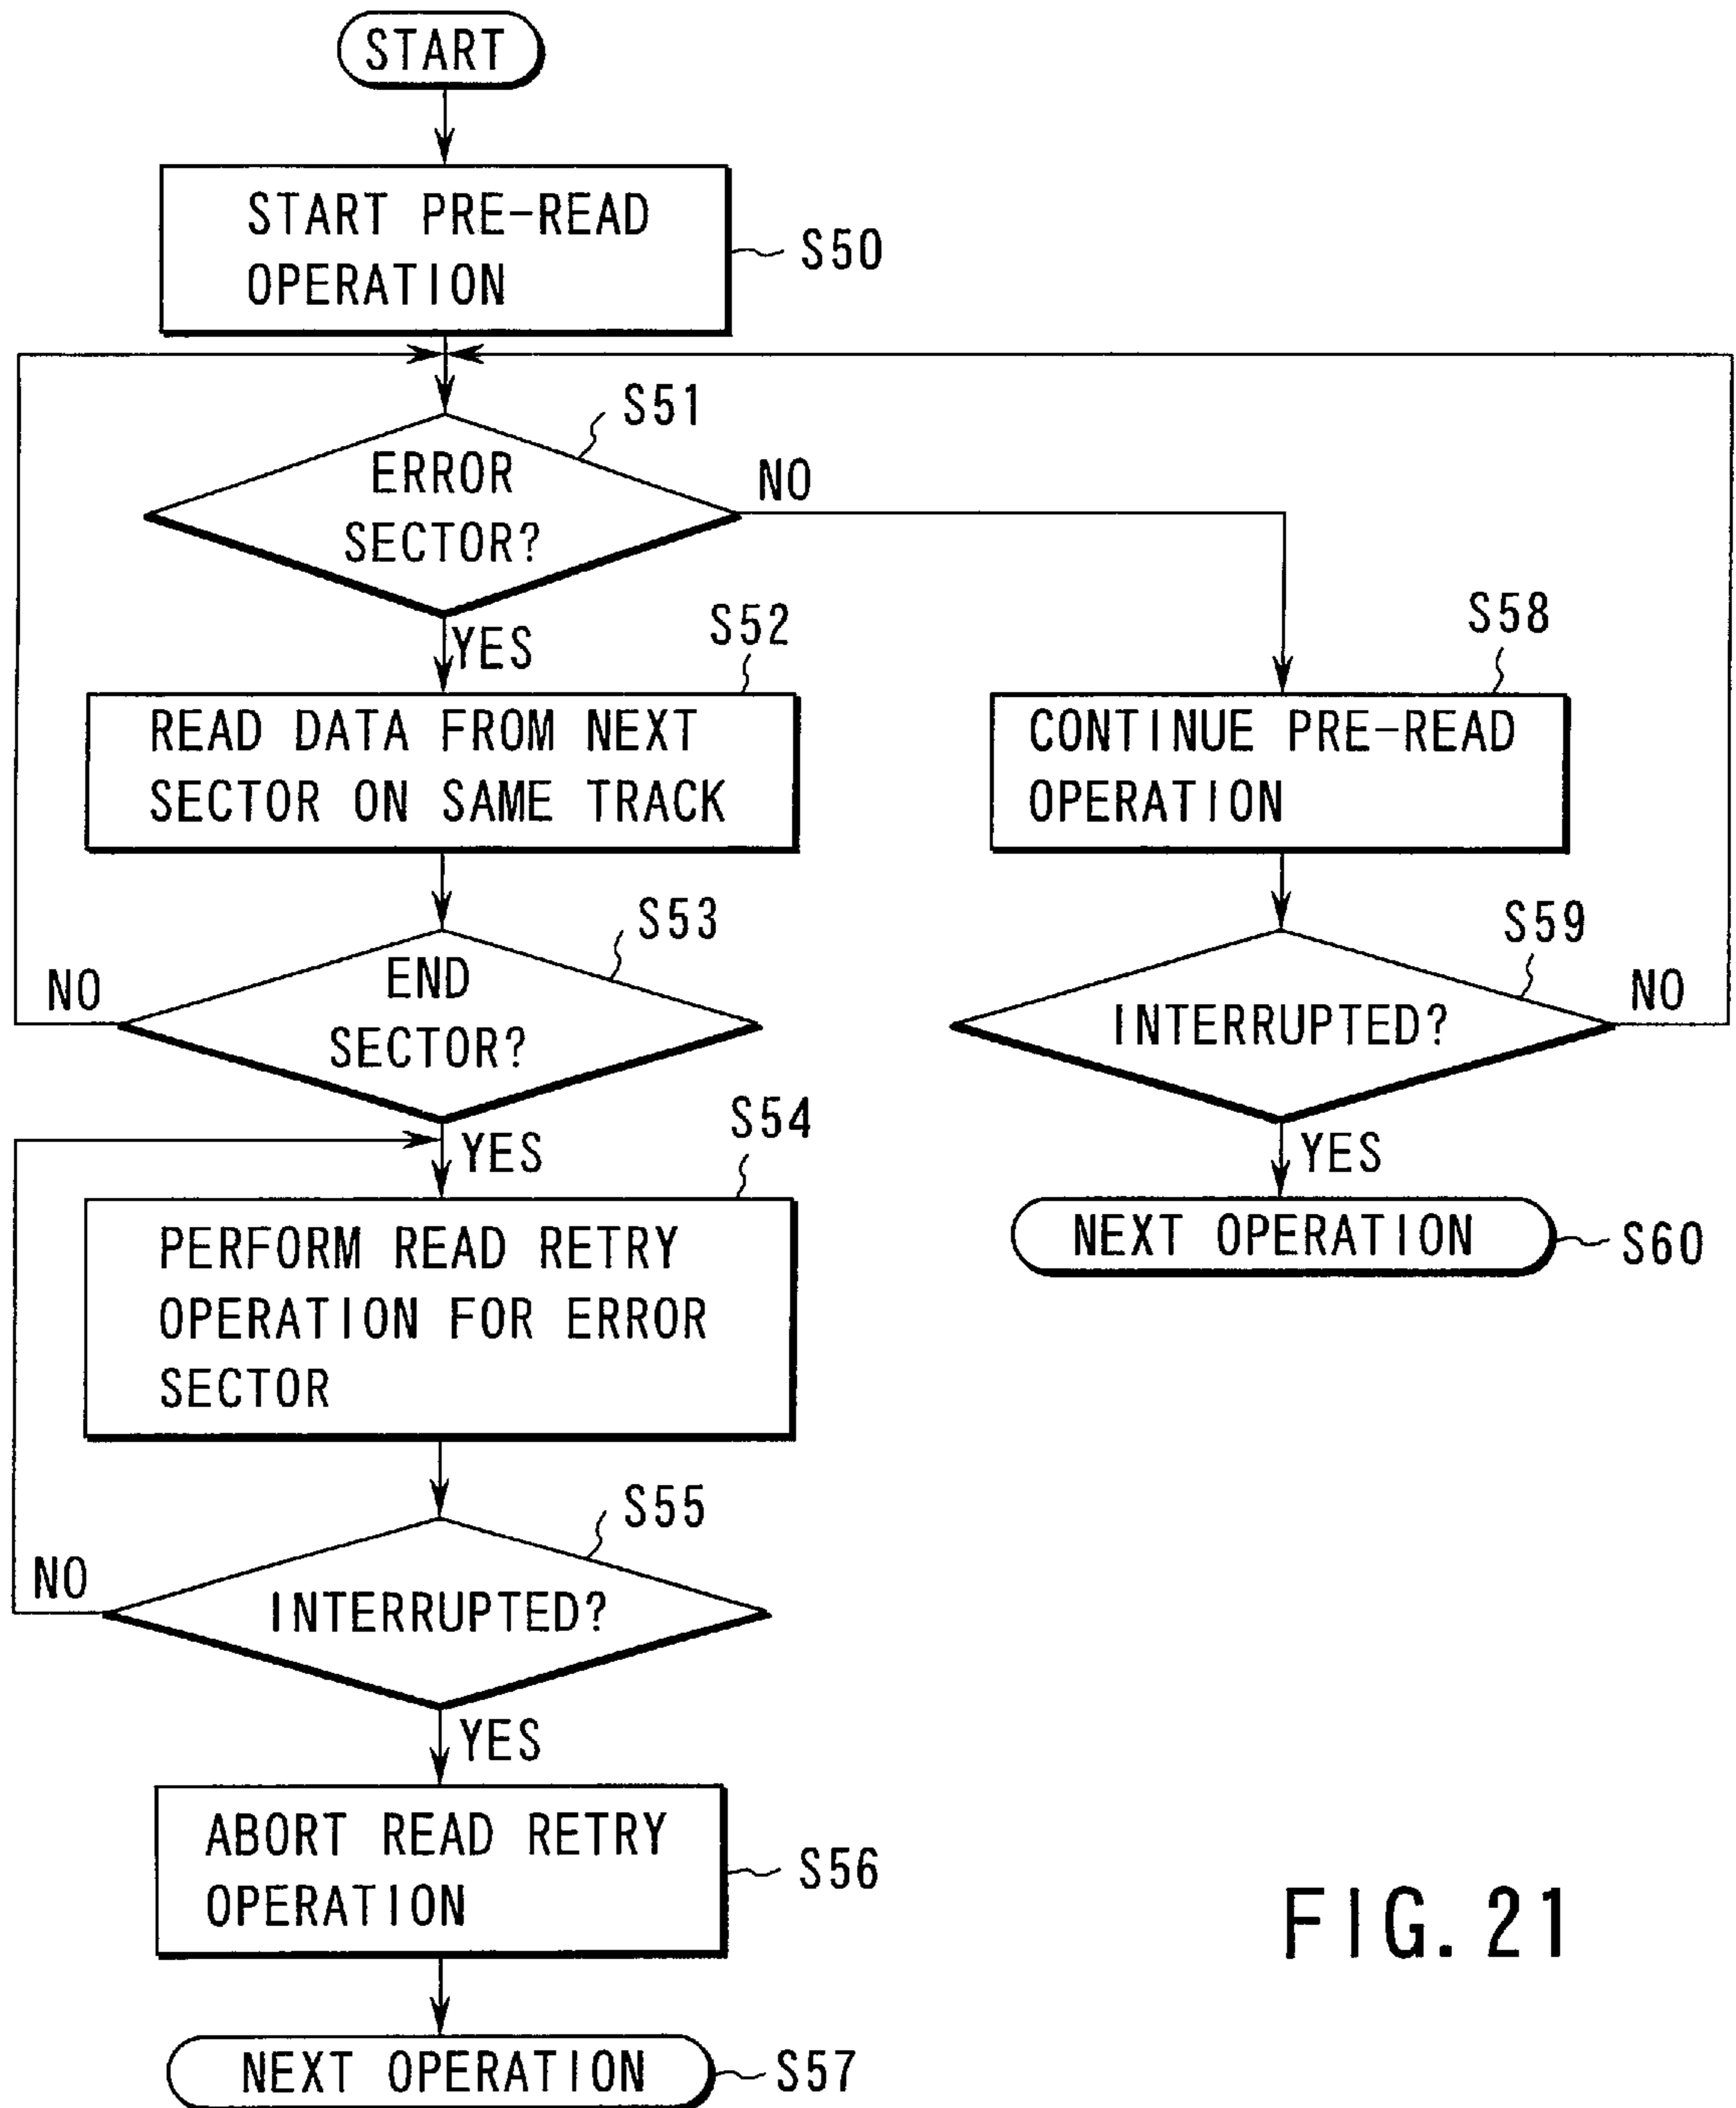 START
START PRE-READ
OPERATION
S50
S51
ERROR
SECTOR?
NO
YES
S52
READ DATA FROM NEXT
SECTOR ON SAME TRACK
S58
CONTINUE PRE-READ
OPERATION
S53
END
SECTOR?
NO
S59
INTERRUPTED?
NO
YES
S54
YES
NEXT OPERATION
S60
PERFORM READ RETRY
OPERATION FOR ERROR
SECTOR
S55
INTERRUPTED?
NO
YES
ABORT READ RETRY
OPERATION
S56
NEXT OPERATION
S57
FIG. 21